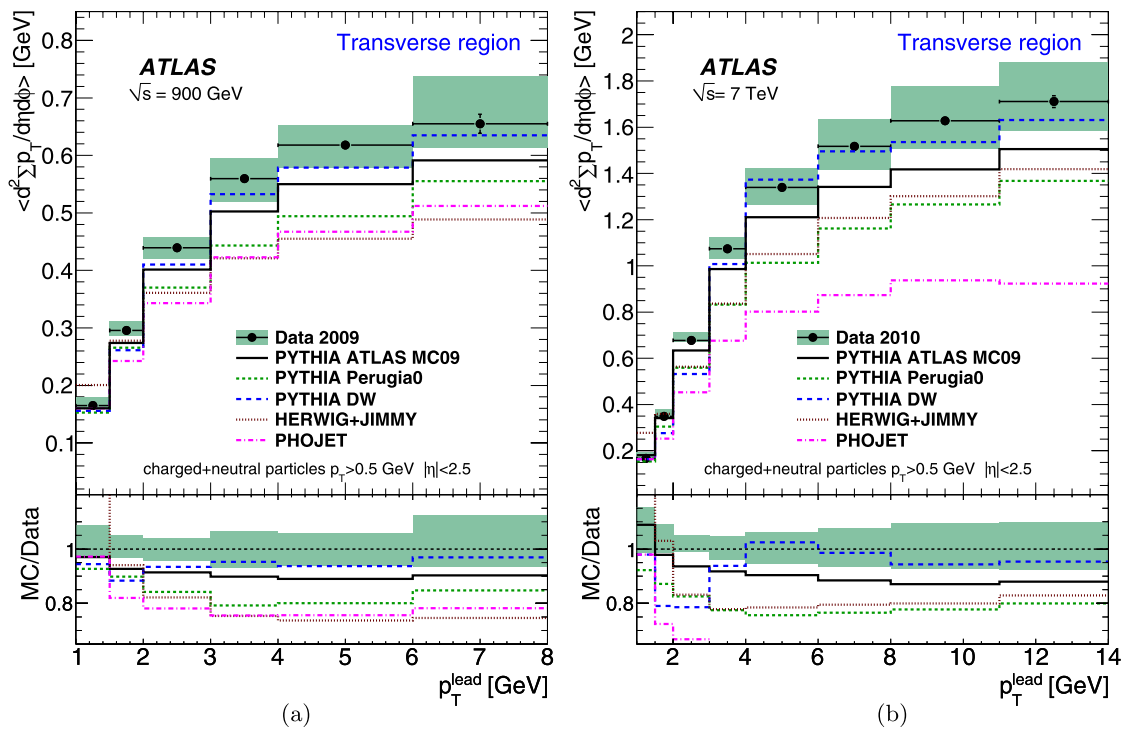 <d²Σp_T/dηdϕ> [GeV]
0.8
0.7
0.6
0.5
0.4
0.3
0.2
0.1
Transverse region
ATLAS
√s = 900 GeV
Data 2009
PYTHIA ATLAS MC09
PYTHIA Perugia0
PYTHIA DW
HERWIG+JIMMY
PHOJET
charged+neutral particles p_T>0.5 GeV |η|<2.5
MC/Data
1
0.8
1 2 3 4 5 6 7 8
p_T^lead [GeV]
(a)
<d²Σp_T/dηdϕ> [GeV]
2
1.8
1.6
1.4
1.2
1
0.8
0.6
0.4
0.2
Transverse region
ATLAS
√s= 7 TeV
Data 2010
PYTHIA ATLAS MC09
PYTHIA Perugia0
PYTHIA DW
HERWIG+JIMMY
PHOJET
charged+neutral particles p_T>0.5 GeV |η|<2.5
MC/Data
1
0.8
2 4 6 8 10 12 14
p_T^lead [GeV]
(b)